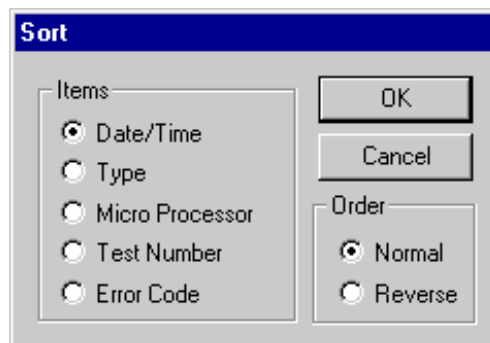 Sort
Items
Date/Time
Type
Micro Processor
Test Number
Error Code
OK
Cancel
Order
Normal
Reverse